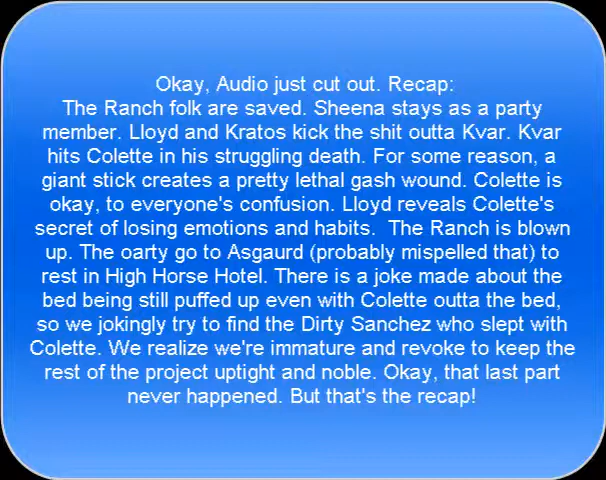 Okay, Audio just cut out. Recap:
The Ranch folk are saved. Sheena stays as a party
member. Lloyd and Kratos kick the shit outta Kvar. Kvar
hits Colette in his struggling death. For some reason, a
giant stick creates a pretty lethal gash wound. Colette is
okay, to everyone's confusion. Lloyd reveals Colette's
secret of losing emotions and habits.  The Ranch is blown
up. The oarty go to Asgaurd (probably mispelled that) to
rest in High Horse Hotel. There is a joke made about the
bed being still puffed up even with Colette outta the bed,
so we jokingly try to find the Dirty Sanchez who slept with
Colette. We realize we're immature and revoke to keep the
rest of the project uptight and noble. Okay, that last part
never happened. But that's the recap!